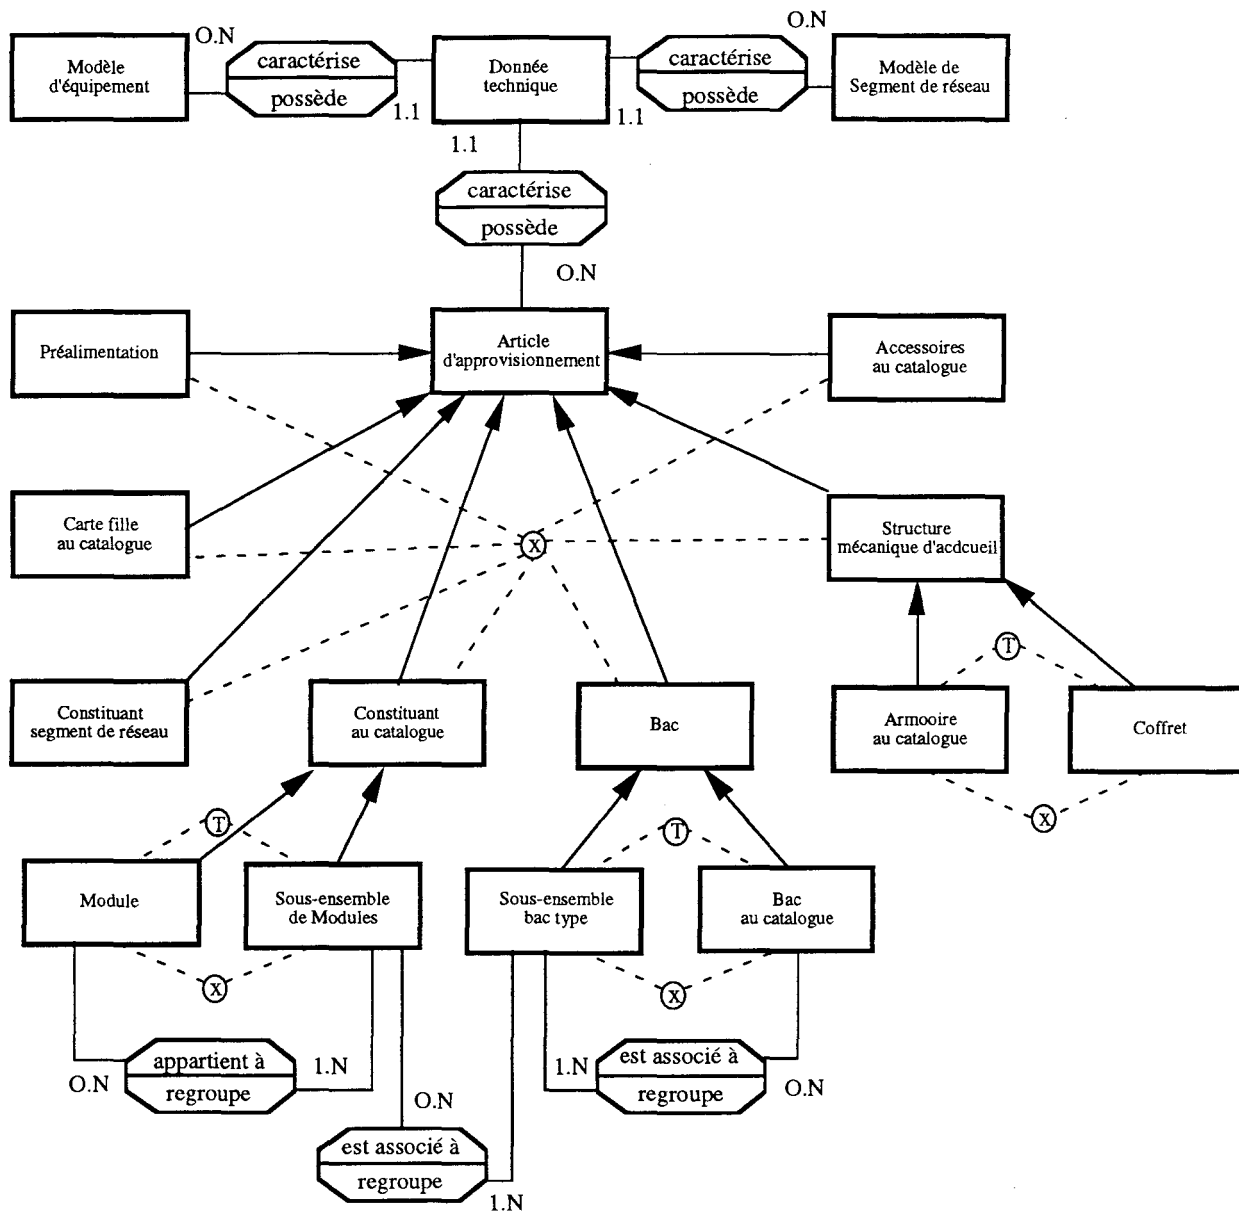 O.N
O.N
Modèle
d'équipement
caractérise
possède
Donnée
technique
caractérise
possède
Modèle de
Segment de réseau
1.1
1.1
1.1
caractérise
possède
O.N
Préalimentation
Article
d'approvisionnement
Accessoires
au catalogue
Carte fille
au catalogue
X
Structure
mécanique d'acdcueil
T
Constituant
segment de réseau
Constituant
au catalogue
Bac
Armooire
au catalogue
Coffret
T
T
X
Module
Sous-ensemble
de Modules
Sous-ensemble
bac type
Bac
au catalogue
X
X
appartient à
regroupe
O.N
1.N
est associé à
regroupe
1.N
O.N
O.N
est associé à
regroupe
1.N